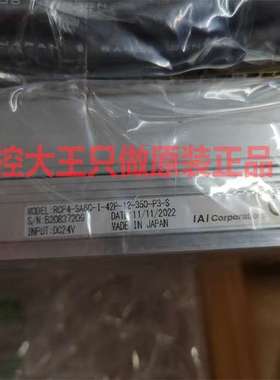 控大王只做原装正品
MODEL RCP4-SA6C-I-42P-12-350-P3-S
S/N B20837209 DATE 11/11/2022
INPUT:DC24V MADE IN JAPAN
IAI Corporation